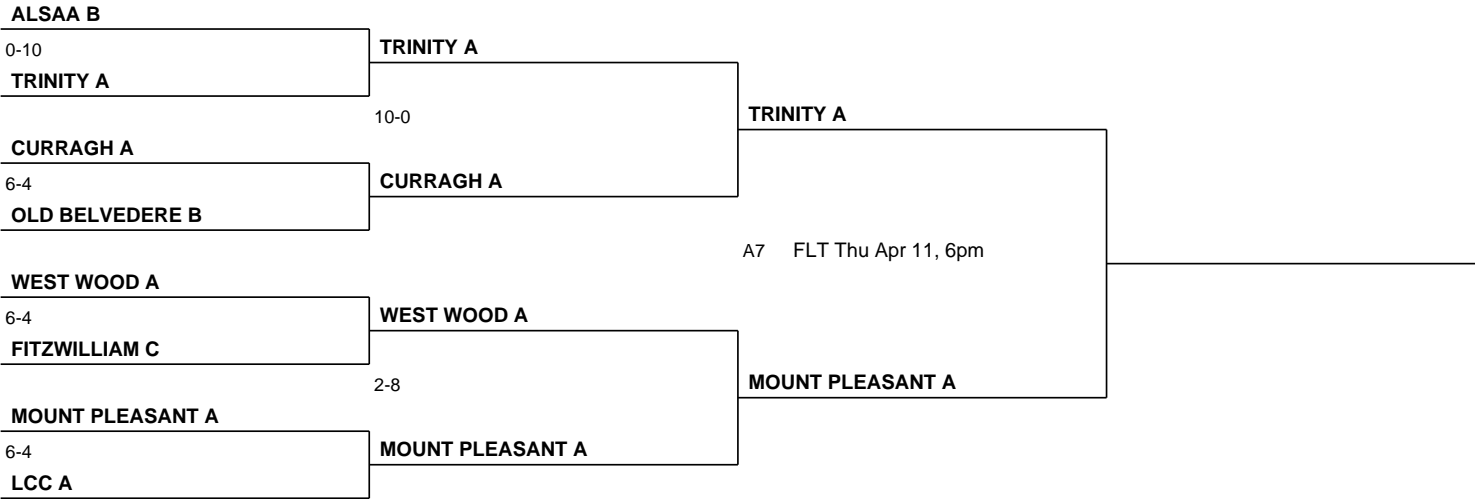 ALSAA B
0-10
TRINITY A
TRINITY A
10-0
TRINITY A
CURRAGH A
6-4
CURRAGH A
OLD BELVEDERE B
A7 FLT Thu Apr 11, 6pm
WEST WOOD A
6-4
WEST WOOD A
FITZWILLIAM C
2-8
MOUNT PLEASANT A
MOUNT PLEASANT A
6-4
MOUNT PLEASANT A
LCC A